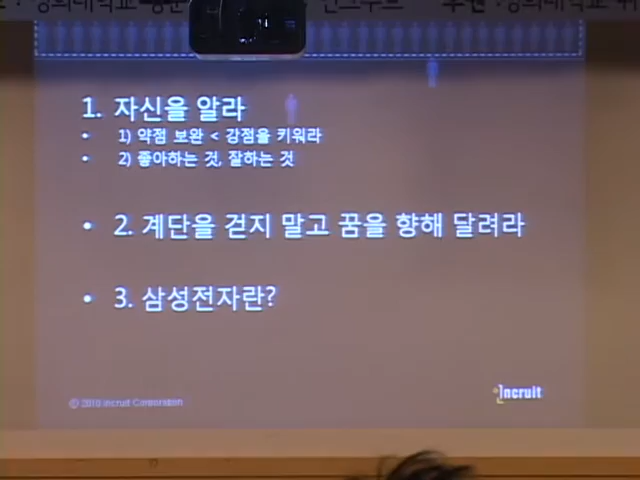 1. 자신을 알라
• 1) 약점 보완 < 강점을 키워라
• 2) 좋아하는 것, 잘하는 것
• 2. 계단을 걷지 말고 꿈을 향해 달려라
• 3. 삼성전자란?
ⓒ 2010 Incruit Corporation
incruit